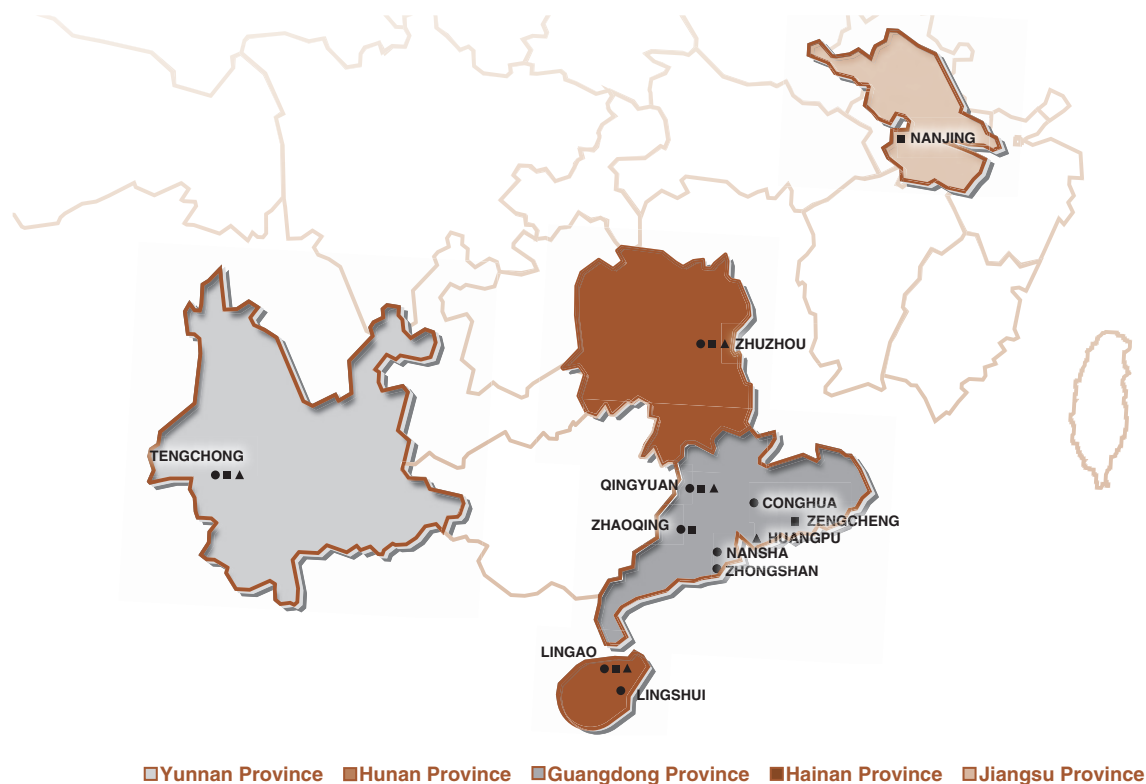 NANJING
ZHUZHOU
TENGCHONG
QINGYUAN
CONGHUA
ZENGCHENG
ZHAOQING
HUANGPU
NANSHA
ZHONGSHAN
LINGAO
LINGSHUI
Yunnan Province Hunan Province Guangdong Province Hainan Province Jiangsu Province